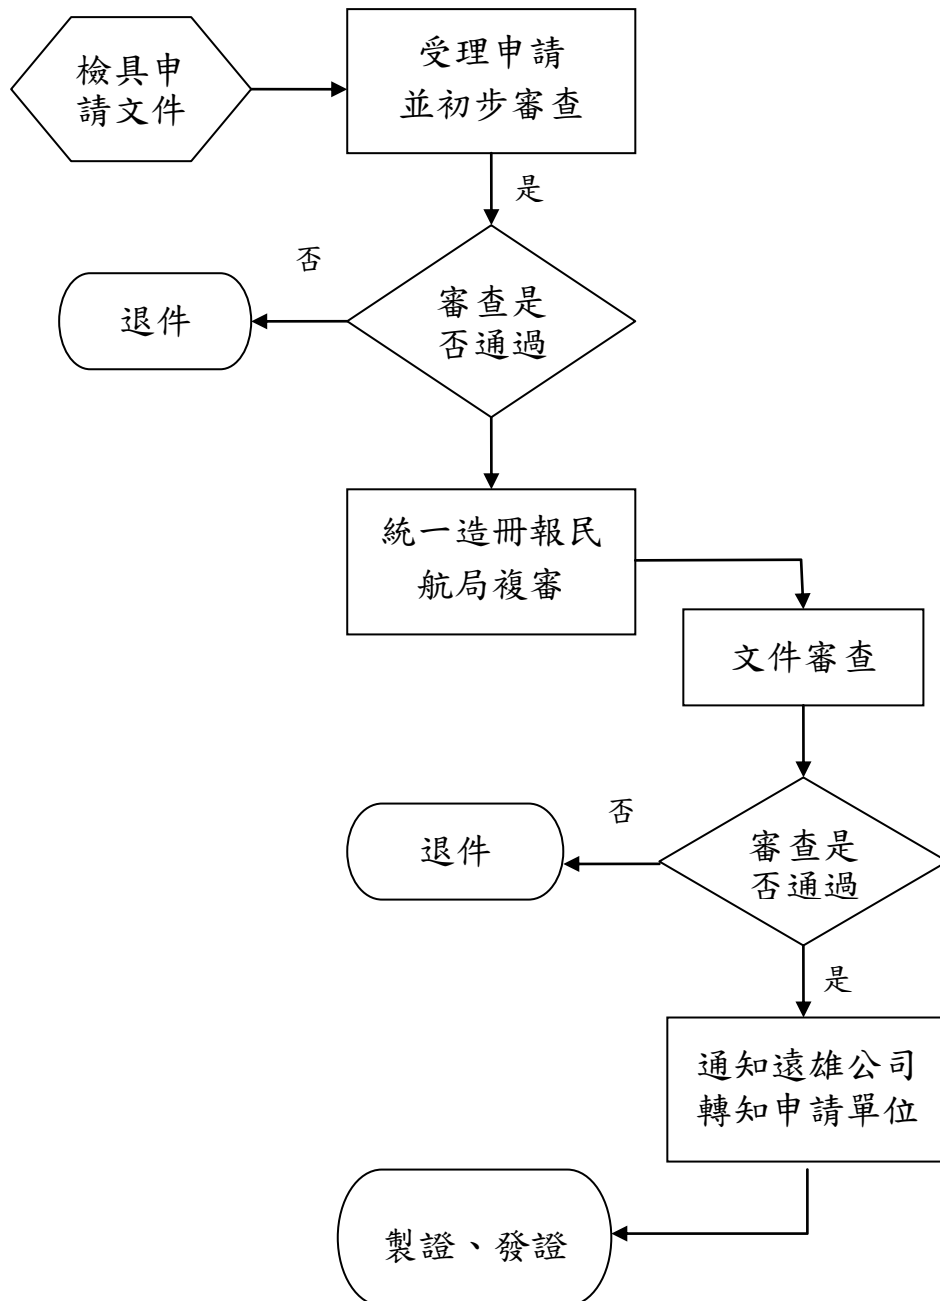 檢具申
請文件
受理申請
並初步審查
是
否
退件
審查是
否通過
統一造冊報民
航局複審
文件審查
否
退件
審查是
否通過
是
通知遠雄公司
轉知申請單位
製證、發證